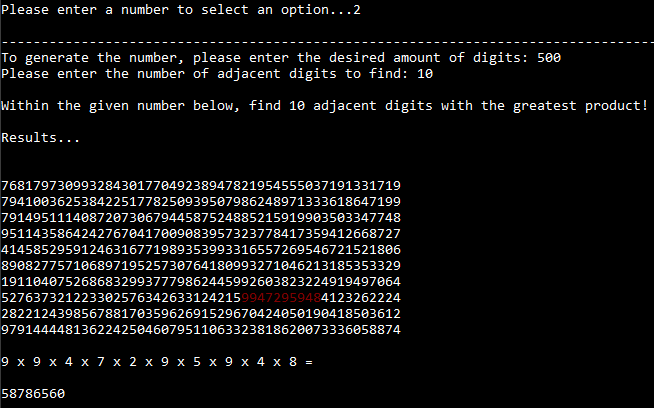 Please enter a number to select an option...2
----------------------------------------------------------------------------------
To generate the number, please enter the desired amount of digits: 500
Please enter the number of adjacent digits to find: 10
Within the given number below, find 10 adjacent digits with the greatest product!
Results...
76817973099328430177049238947821954555037191331719
79410036253842251778250939507986248971333618647199
79149511140872073067944587524885215919903503347748
95114358642427670417009083957323778417359412668727
41458529591246316771989353993316557269546721521806
89082775710689719525730764180993271046213185353329
19110407526868329937779862445992603823224919497064
52763732122330257634263312421599472959484123262224
28221243985678817035962691529670424050190418503612
97914444813622425046079511063323818620073336058874
9 x 9 x 4 x 7 x 2 x 9 x 5 x 9 x 4 x 8 =
58786560